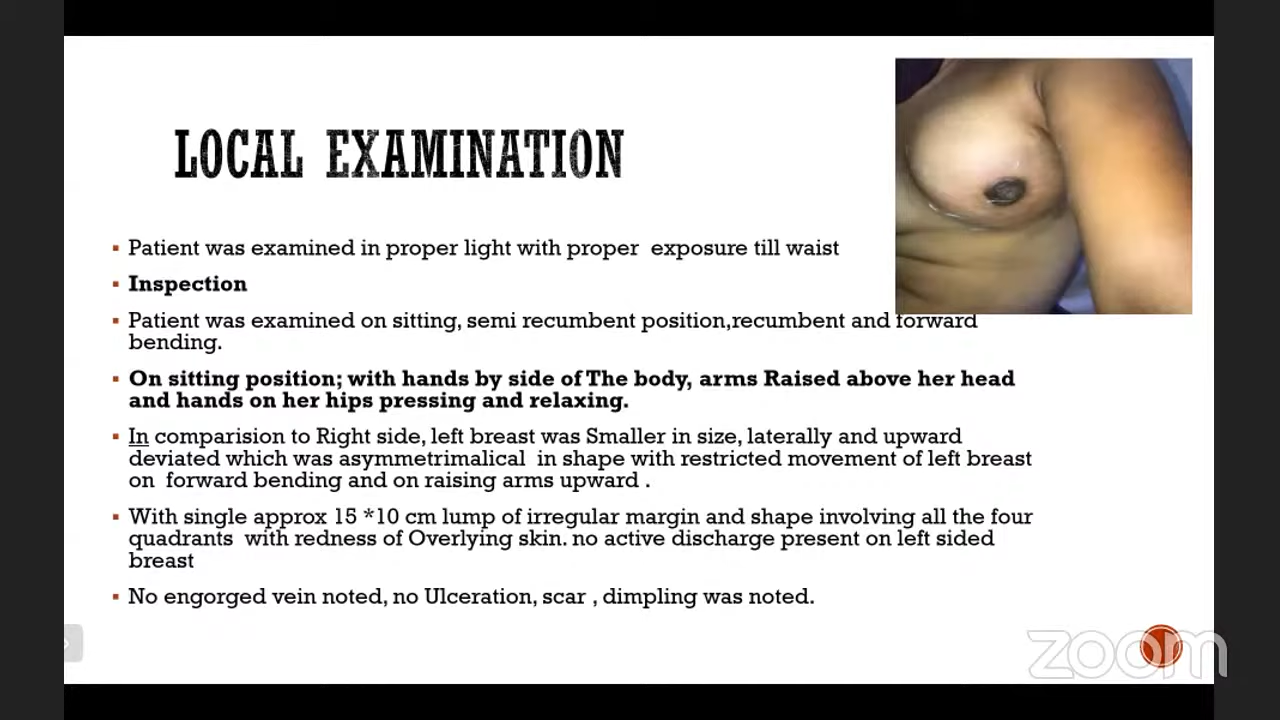 LOCAL EXAMINATION
▪ Patient was examined in proper light with proper exposure till waist
▪ Inspection
▪ Patient was examined on sitting, semi recumbent position,recumbent and forward
bending.
▪ On sitting position; with hands by side of The body, arms Raised above her head
and hands on her hips pressing and relaxing.
▪ In comparision to Right side, left breast was Smaller in size, laterally and upward
deviated which was asymmetrimalical in shape with restricted movement of left breast
on forward bending and on raising arms upward .
▪ With single approx 15 *10 cm lump of irregular margin and shape involving all the four
quadrants with redness of Overlying skin. no active discharge present on left sided
breast
▪ No engorged vein noted, no Ulceration, scar , dimpling was noted.
zoom